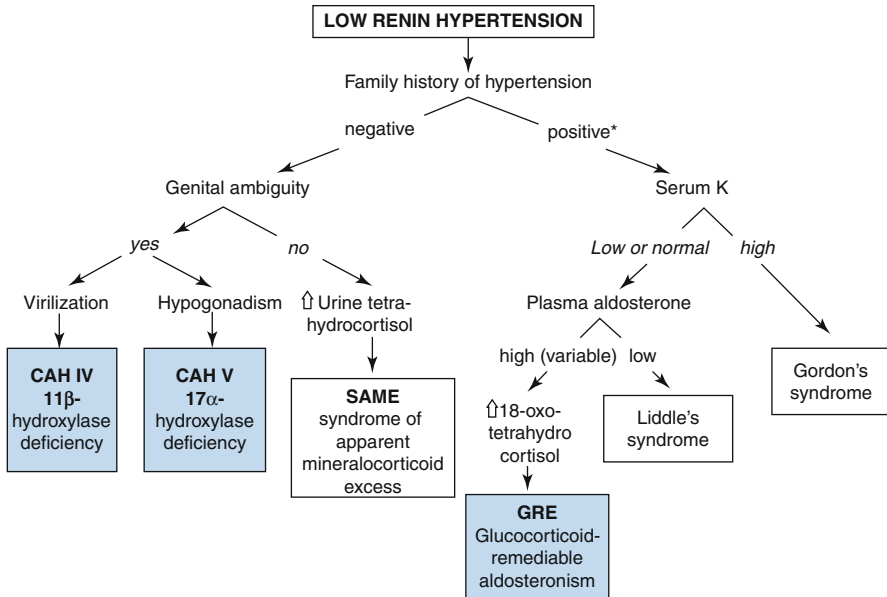 LOW RENIN HYPERTENSION
Family history of hypertension
negative
positive*
Genital ambiguity
Serum K
yes
no
Low or normal
high
Virilization
Hypogonadism
⇧ Urine tetra-
hydrocortisol
Plasma aldosterone
high (variable)
low
CAH IV
11β-
hydroxylase
deficiency
CAH V
17α-
hydroxylase
deficiency
SAME
syndrome of
apparent
mineralocorticoid
excess
⇧18-oxo-
tetrahydro
cortisol
Liddle's
syndrome
Gordon's
syndrome
GRE
Glucocorticoid-
remediable
aldosteronism